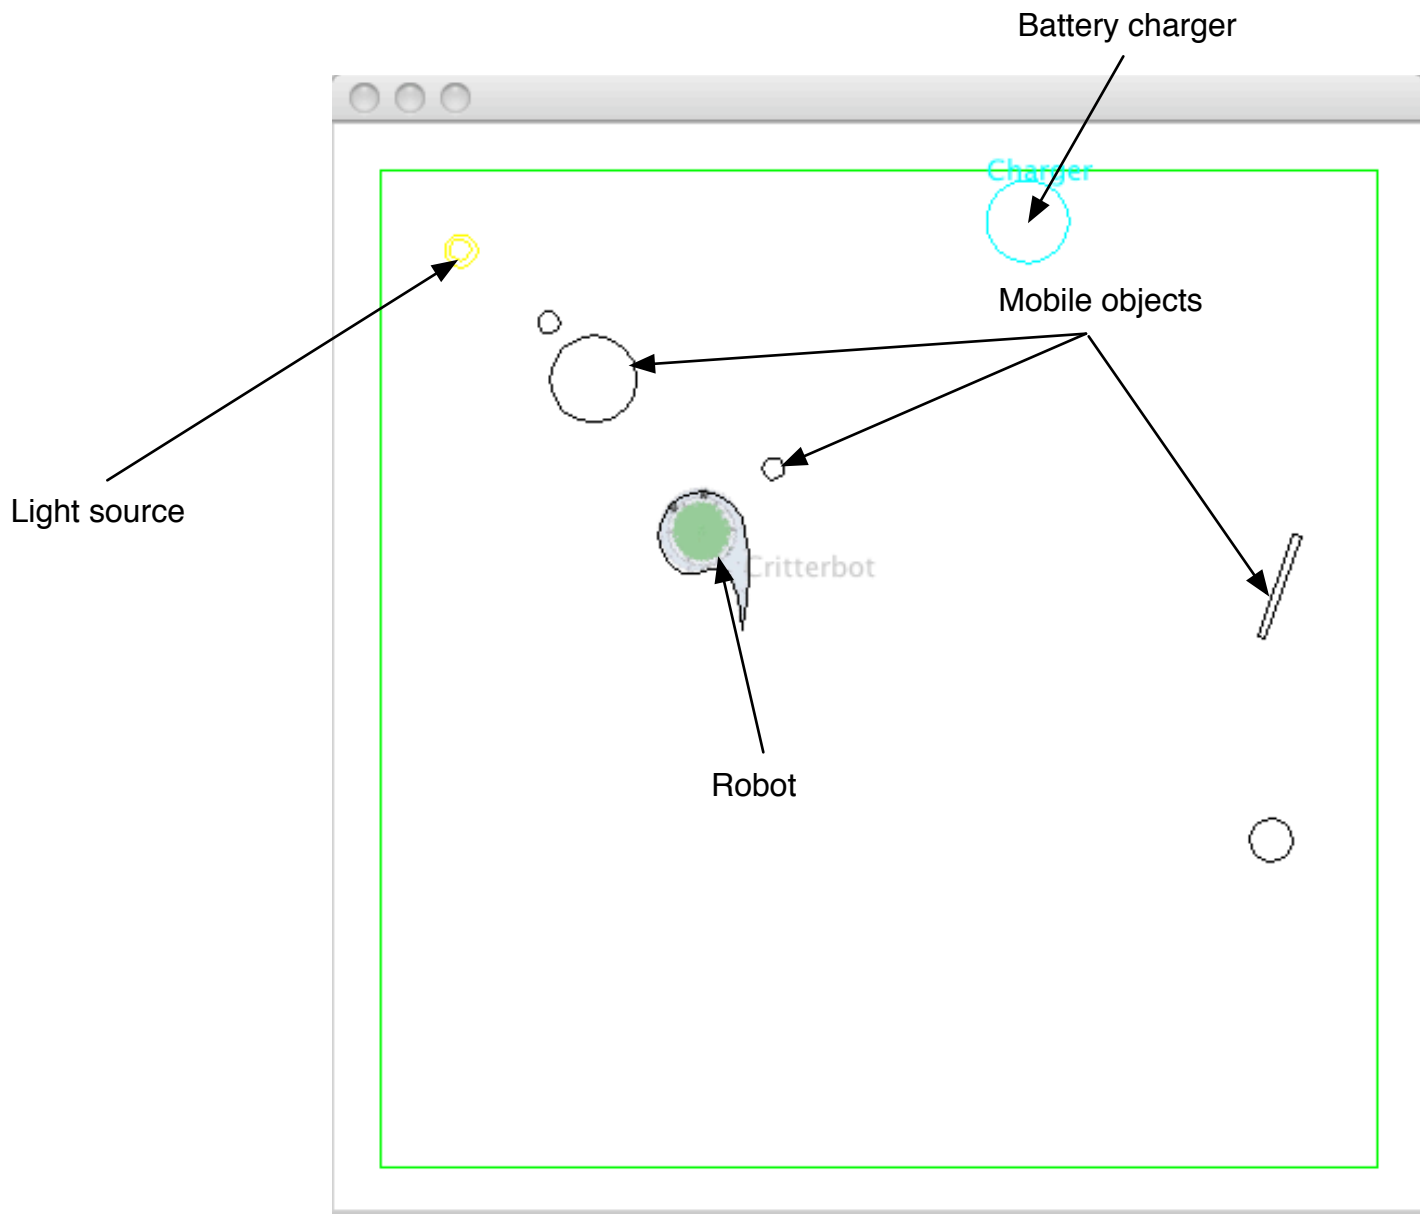 Battery charger
Charger
Mobile objects
Light source
Critterbot
Robot